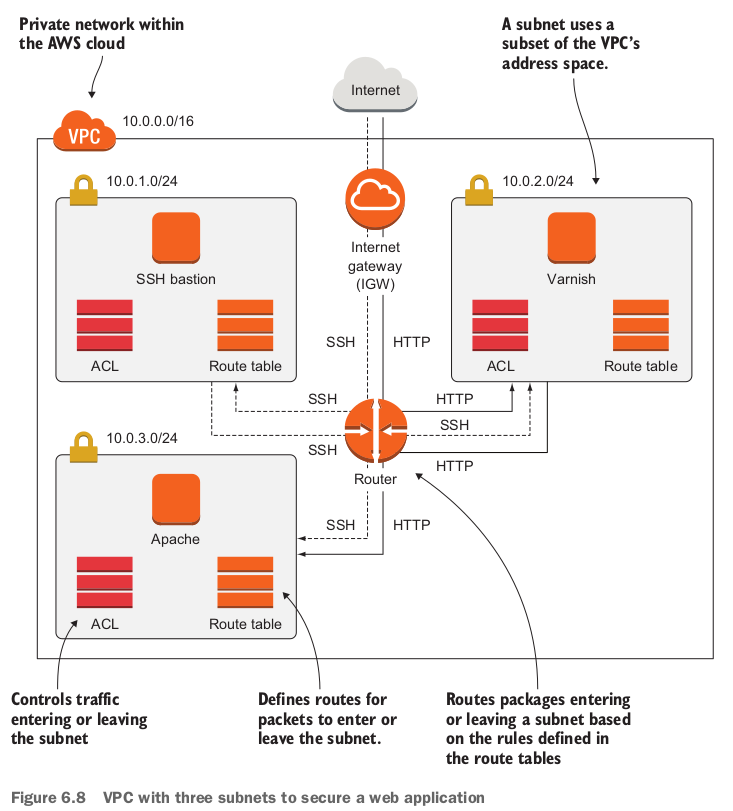 Private network within
the AWS cloud
A subnet uses a
subset of the VPC's
address space.
Internet
VPC
10.0.0.0/16
10.0.1.0/24
10.0.2.0/24
SSH bastion
Internet
gateway
(IGW)
Varnish
ACL
Route table
SSH
HTTP
ACL
Route table
SSH
HTTP
SSH
10.0.3.0/24
SSH
HTTP
Router
Apache
SSH
HTTP
ACL
Route table
Controls traffic
entering or leaving
the subnet
Defines routes for
packets to enter or
leave the subnet.
Routes packages entering
or leaving a subnet based
on the rules defined in
the route tables
Figure 6.8 VPC with three subnets to secure a web application